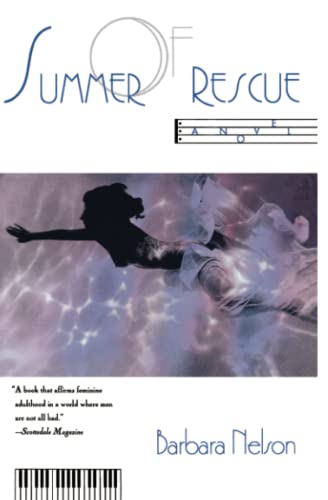 SUMMER OF RESCUE
A NOVEL
"A book that affirms feminine
adulthood in a world where men
are not all bad."
—Scottsdale Magazine
Barbara Nelson